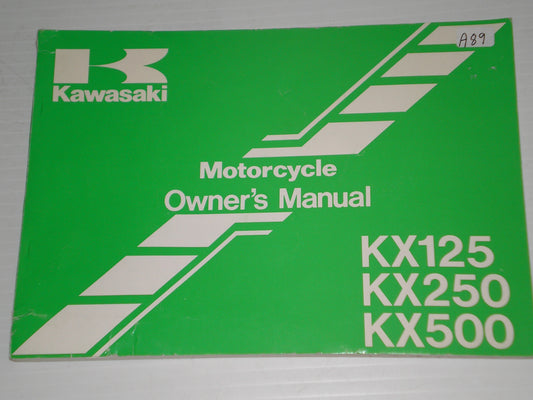 A89
Kawasaki
Motorcycle
Owner's Manual
KX125
KX250
KX500